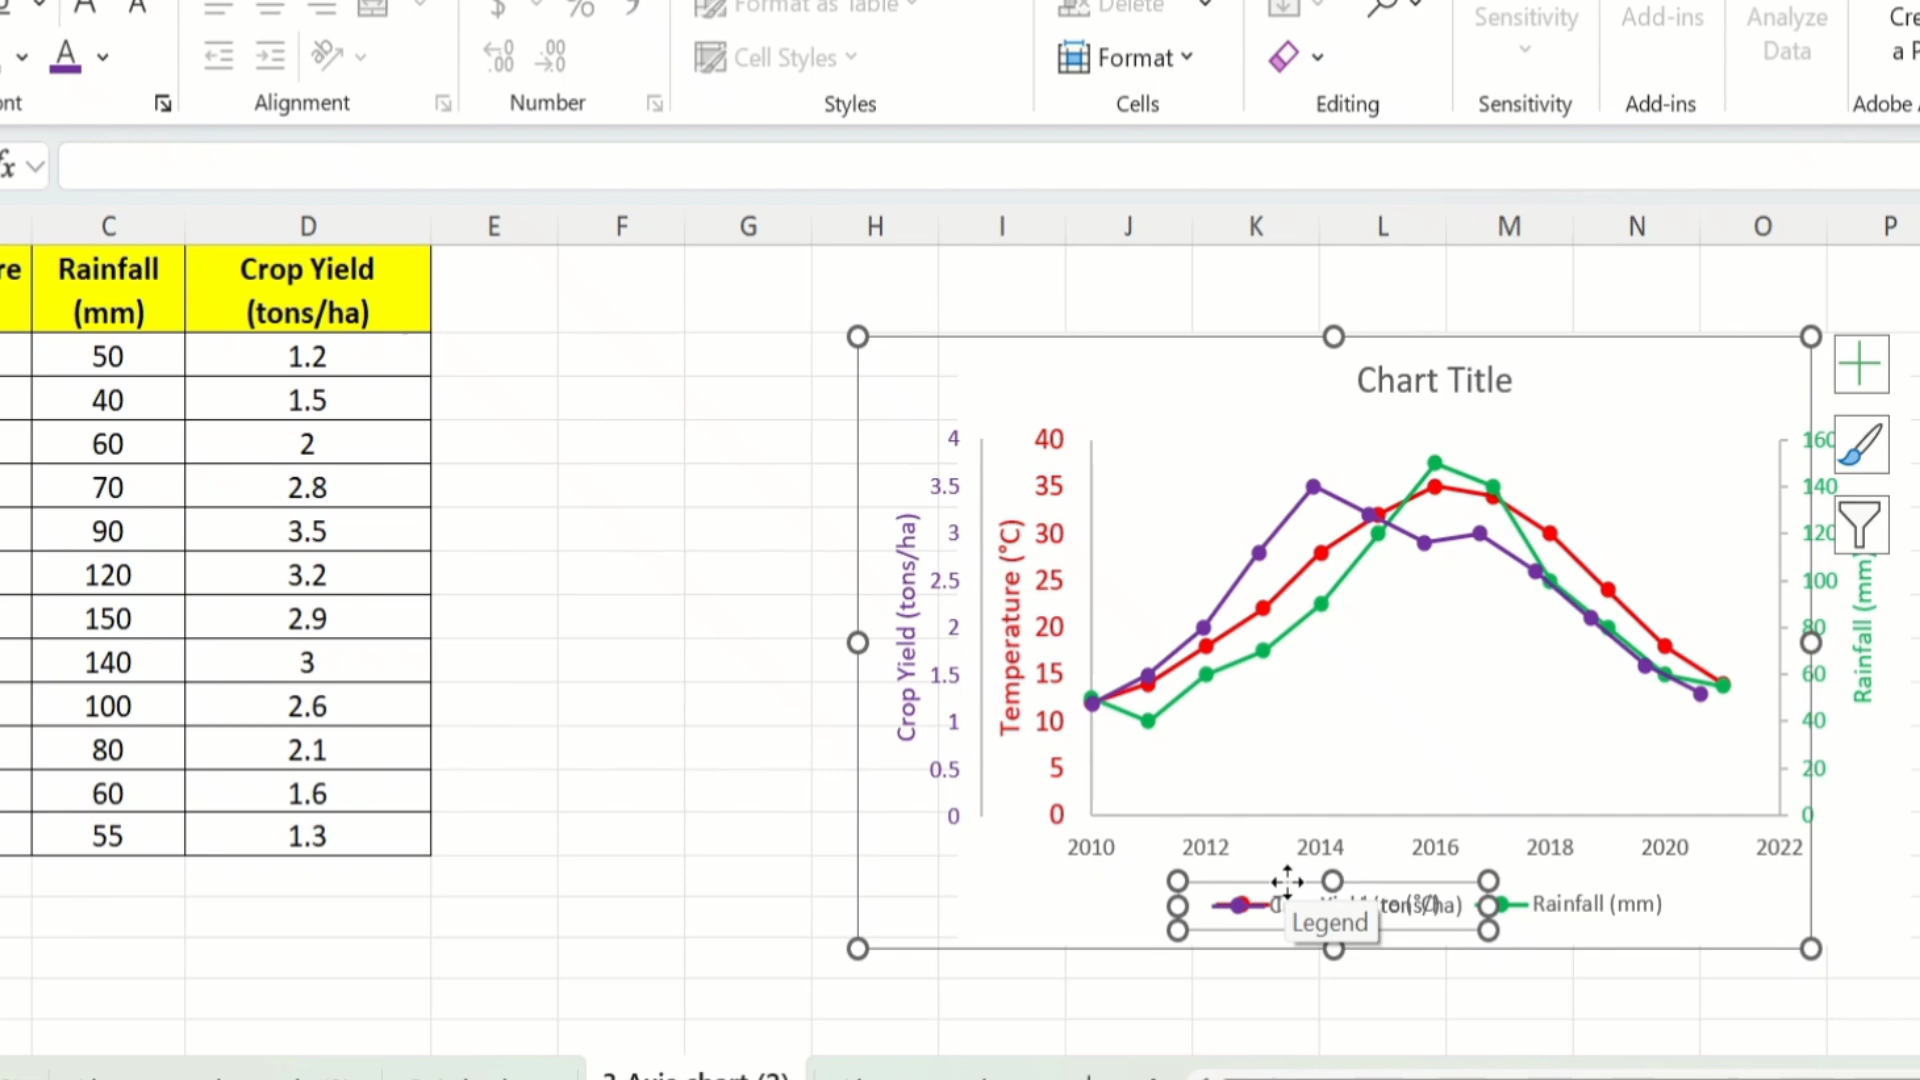 $ % 9
Format as Table
Delete
Sensitivity
Add-ins
Analyze
Data
A
Cell Styles
Format
Alignment
Number
Styles
Cells
Editing
Sensitivity
Add-ins
Adobe
fx
C D E F G H I J K L M N O P
Rainfall
(mm)
Crop Yield
(tons/ha)
50 1.2
40 1.5
60 2
70 2.8
90 3.5
120 3.2
150 2.9
140 3
100 2.6
80 2.1
60 1.6
55 1.3
Chart Title
Crop Yield (tons/ha)
4
3.5
3
2.5
2
1.5
1
0.5
0
Temperature (°C)
40
35
30
25
20
15
10
5
0
160
140
120
100
80
60
40
20
0
Rainfall (mm)
2010 2012 2014 2016 2018 2020 2022
Rainfall (mm)
Legend